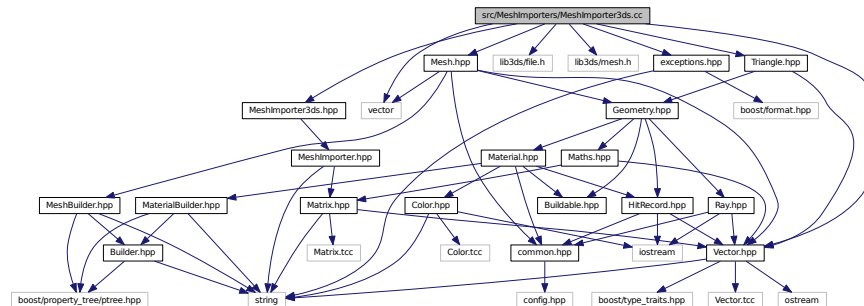 src/MeshImporters/MeshImporter3ds.cc
Mesh.hpp
lib3ds/file.h
lib3ds/mesh.h
exceptions.hpp
Triangle.hpp
MeshImporter3ds.hpp
vector
Geometry.hpp
boost/format.hpp
MeshImporter.hpp
Material.hpp
Maths.hpp
MeshBuilder.hpp
MaterialBuilder.hpp
Matrix.hpp
Color.hpp
Buildable.hpp
HitRecord.hpp
Ray.hpp
Builder.hpp
Matrix.tcc
Color.tcc
common.hpp
iostream
Vector.hpp
boost/property_tree/ptree.hpp
string
config.hpp
boost/type_traits.hpp
Vector.tcc
ostream